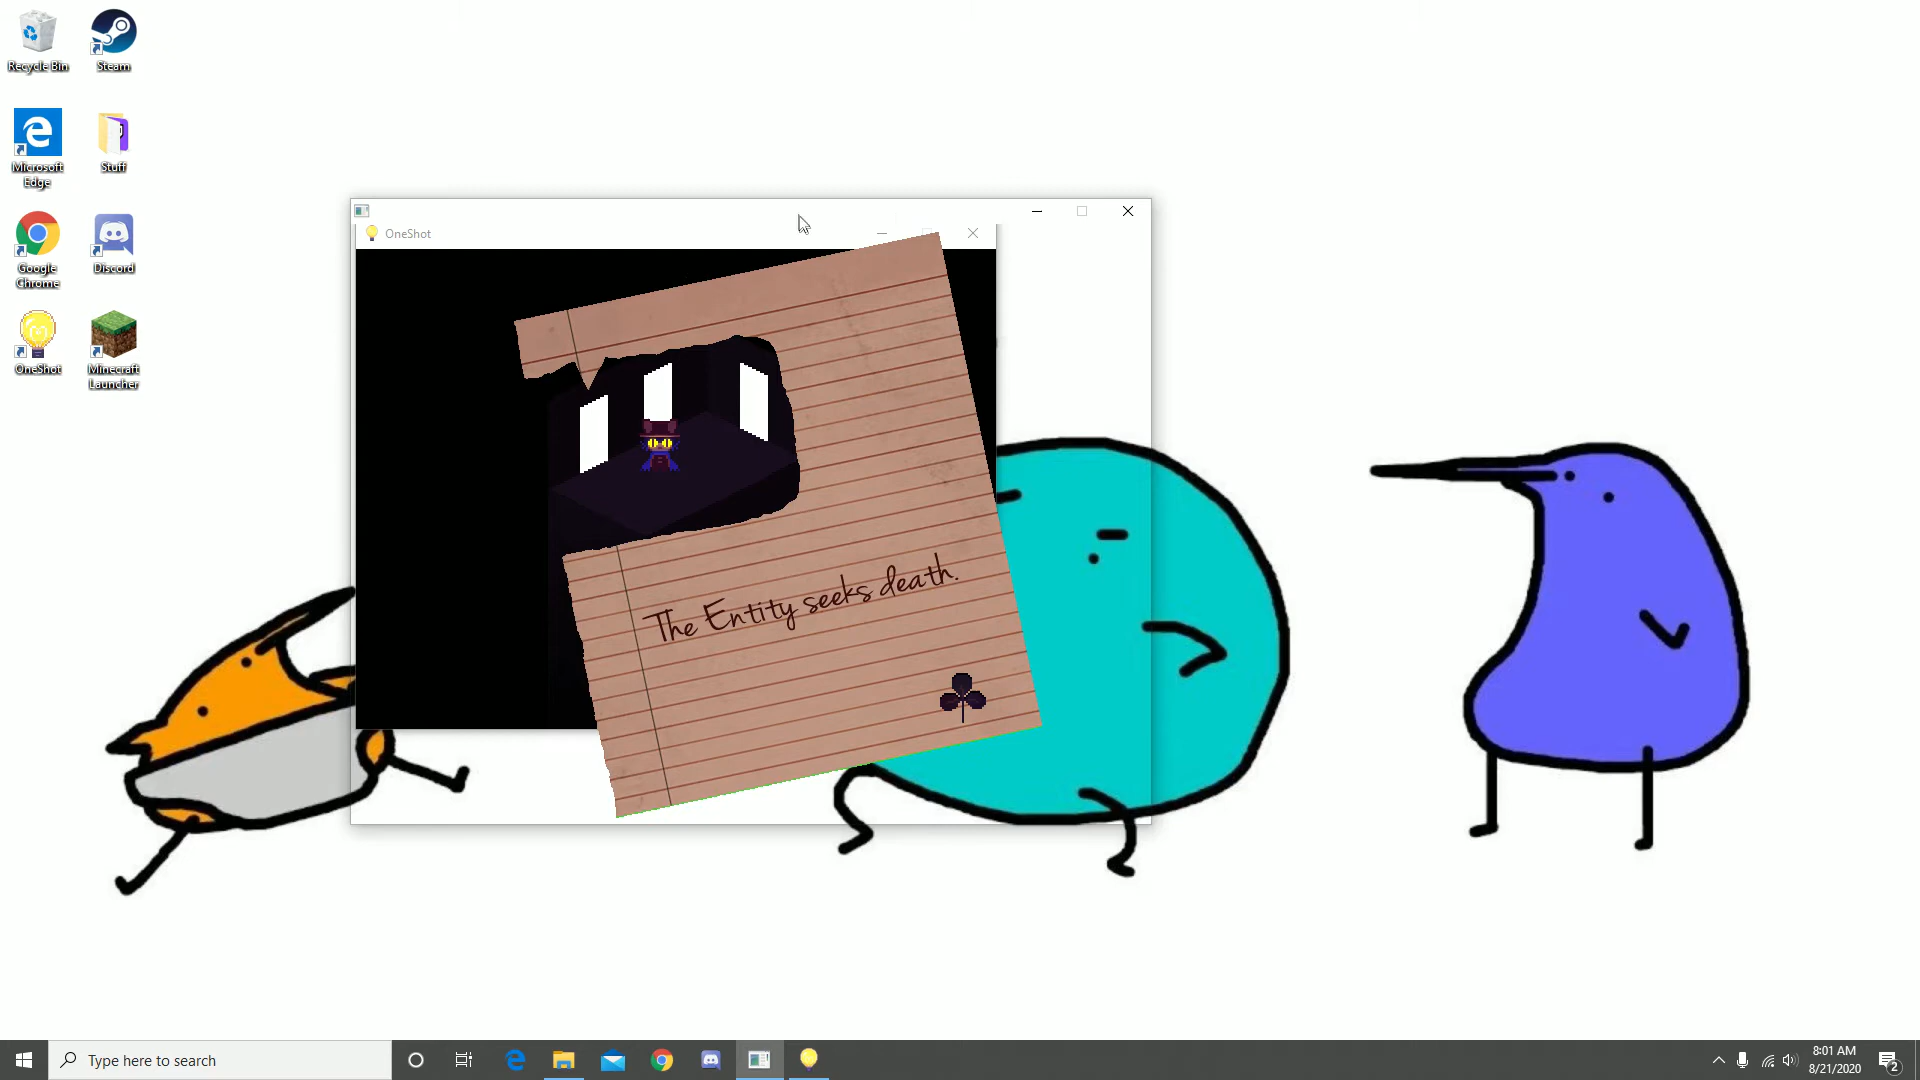 Recycle Bin
Steam
Microsoft
Edge
Stuff
Google
Chrome
Discord
OneShot
Minecraft
Launcher
OneShot
The Entity seeks death.
Type here to search
8:01 AM
8/21/2020
2